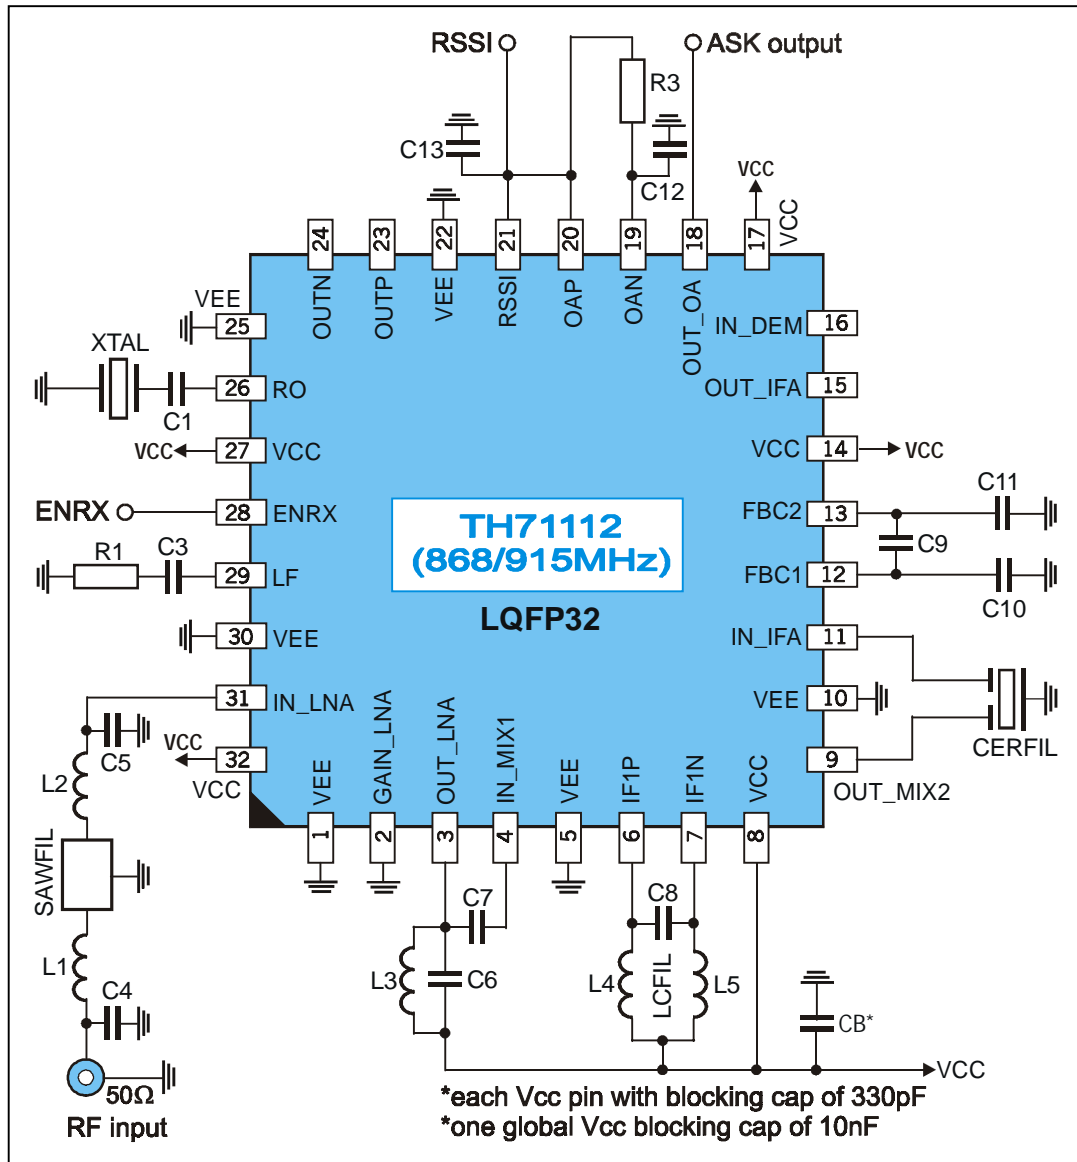 RSSI
ASK output
R3
C13
C12
VCC
VCC
24
23
22
21
20
19
18
17
OUTN
OUTP
VEE
RSSI
OAP
OAN
OUT_OA
VEE
25
IN_DEM
16
XTAL
C1
26
RO
OUT_IFA
15
VCC
27
VCC
VCC
14
VCC
ENRX
28
ENRX
TH71112
(868/915MHz)
LQFP32
FBC2
13
C11
C9
R1
C3
29
LF
FBC1
12
C10
30
VEE
IN_IFA
11
31
IN_LNA
VEE
10
CERFIL
C5
VCC
32
VCC
9
OUT_MIX2
L2
VEE
GAIN_LNA
OUT_LNA
IN_MIX1
VEE
IF1P
IF1N
VCC
1
2
3
4
5
6
7
8
SAWFIL
C7
C8
L1
L3
C6
L4
LCFIL
L5
C4
CB*
50Ω
RF input
VCC
*each Vcc pin with blocking cap of 330pF
*one global Vcc blocking cap of 10nF